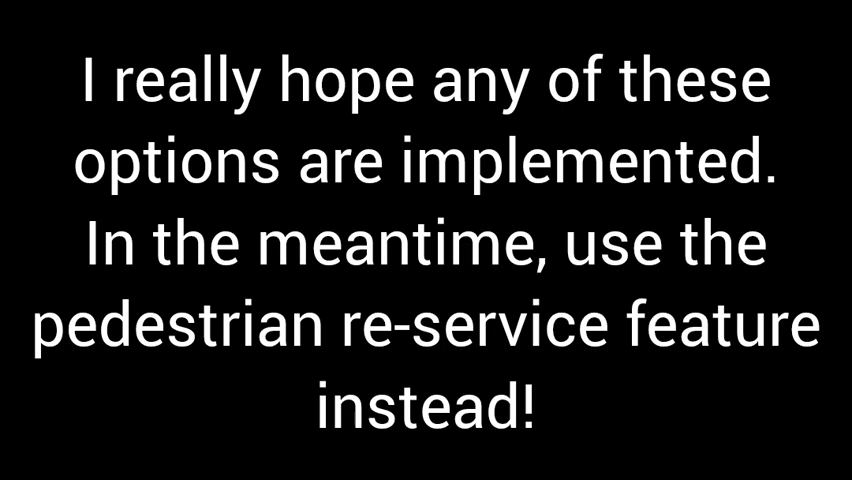 I really hope any of these
options are implemented.
In the meantime, use the
pedestrian re-service feature
instead!